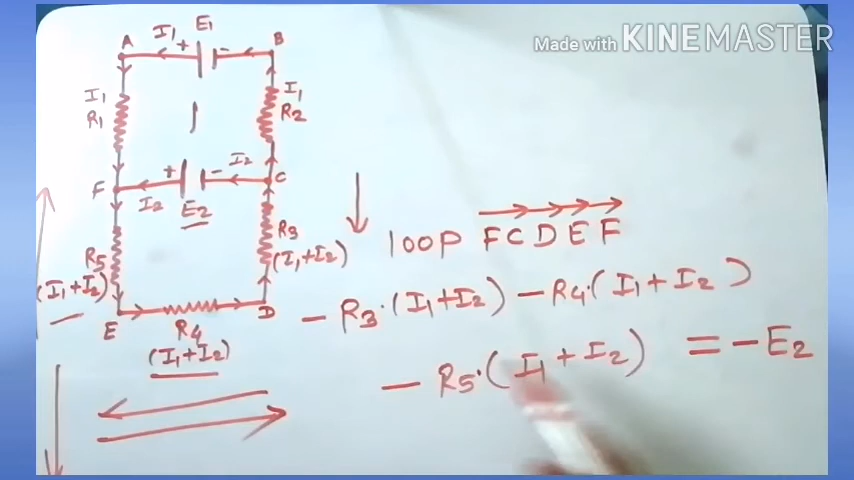 Made with KINEMASTER
A I1 + E1 - B
I1
R1
I1
R2
F + - I2 C
I2 E2
R3
(I1+I2)
R5
(I1+I2)
E R4 D
(I1+I2)
loop FCDEF
- R3·(I1+I2) - R4·(I1+I2)
- R5·(I1+I2) = -E2